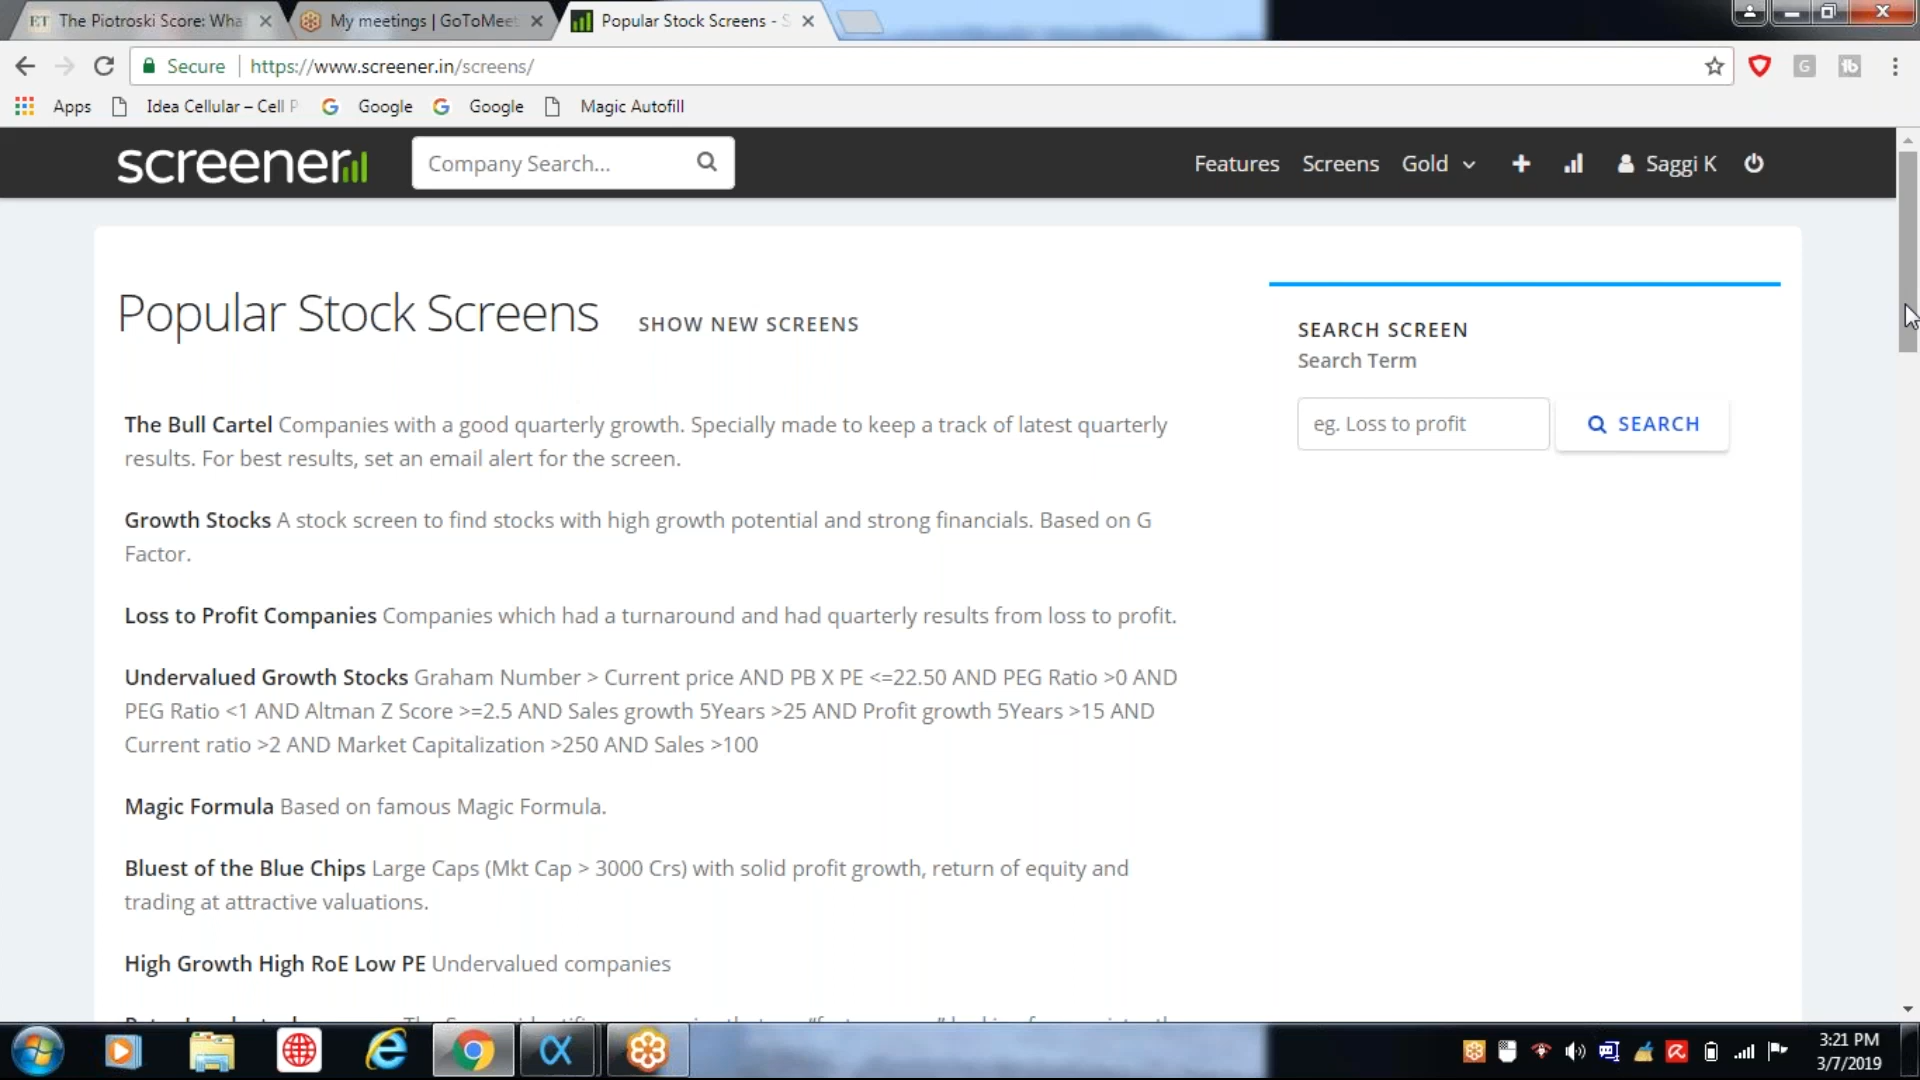 ET The Piotroski Score: Wha
My meetings | GoToMeet
Popular Stock Screens - S
Secure https://www.screener.in/screens/
G
Apps Idea Cellular – Cell P Google Google Magic Autofill
screener
Company Search...
Features Screens Gold Saggi K
Popular Stock Screens SHOW NEW SCREENS
SEARCH SCREEN
Search Term
eg. Loss to profit SEARCH
The Bull Cartel Companies with a good quarterly growth. Specially made to keep a track of latest quarterly
results. For best results, set an email alert for the screen.
Growth Stocks A stock screen to find stocks with high growth potential and strong financials. Based on G
Factor.
Loss to Profit Companies Companies which had a turnaround and had quarterly results from loss to profit.
Undervalued Growth Stocks Graham Number > Current price AND PB X PE <=22.50 AND PEG Ratio >0 AND
PEG Ratio <1 AND Altman Z Score >=2.5 AND Sales growth 5Years >25 AND Profit growth 5Years >15 AND
Current ratio >2 AND Market Capitalization >250 AND Sales >100
Magic Formula Based on famous Magic Formula.
Bluest of the Blue Chips Large Caps (Mkt Cap > 3000 Crs) with solid profit growth, return of equity and
trading at attractive valuations.
High Growth High RoE Low PE Undervalued companies
3:21 PM
3/7/2019